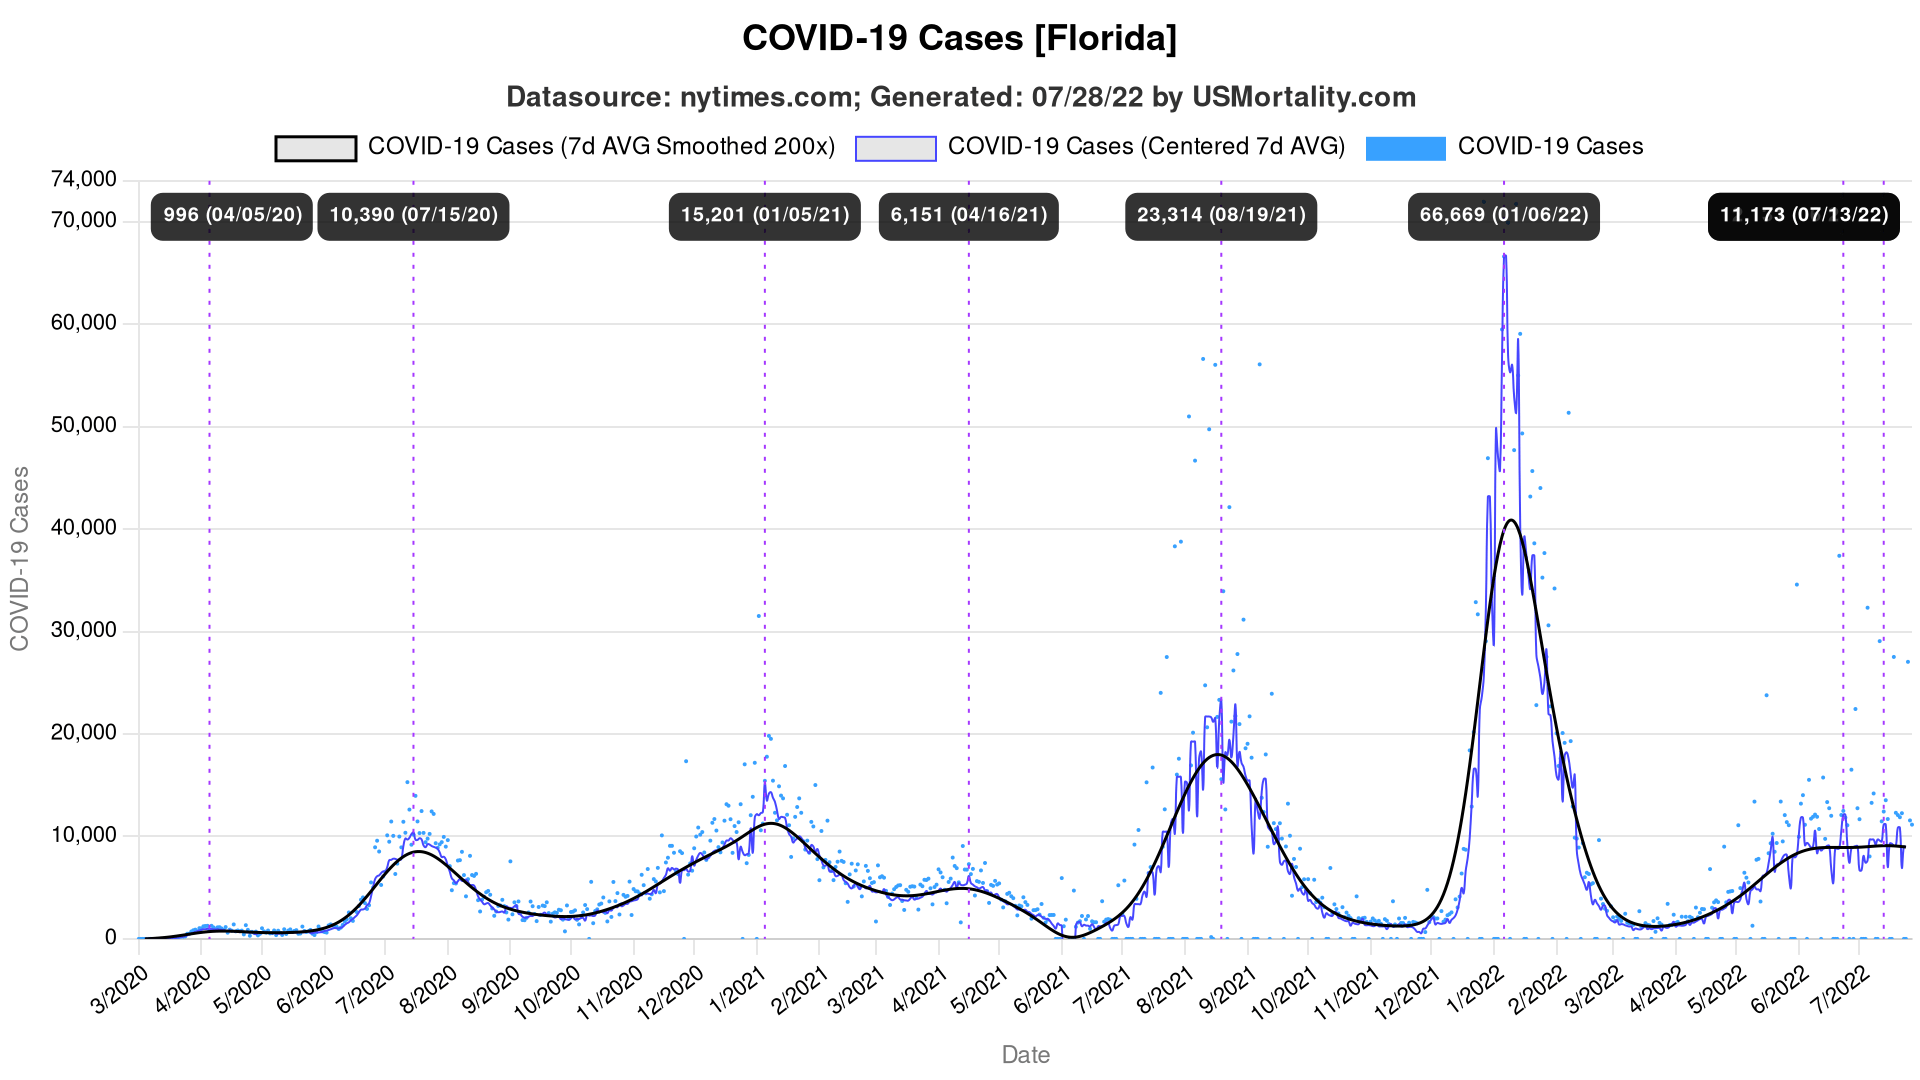 COVID-19 Cases [Florida]
Datasource: nytimes.com; Generated: 07/28/22 by USMortality.com
COVID-19 Cases (7d AVG Smoothed 200x) COVID-19 Cases (Centered 7d AVG) COVID-19 Cases
74,000
996 (04/05/20) 10,390 (07/15/20) 15,201 (01/05/21) 6,151 (04/16/21) 23,314 (08/19/21) 66,669 (01/06/22) 11,173 (07/13/22)
70,000
60,000
50,000
40,000
30,000
20,000
10,000
0
COVID-19 Cases
3/2020 4/2020 5/2020 6/2020 7/2020 8/2020 9/2020 10/2020 11/2020 12/2020 1/2021 2/2021 3/2021 4/2021 5/2021 6/2021 7/2021 8/2021 9/2021 10/2021 11/2021 12/2021 1/2022 2/2022 3/2022 4/2022 5/2022 6/2022 7/2022
Date